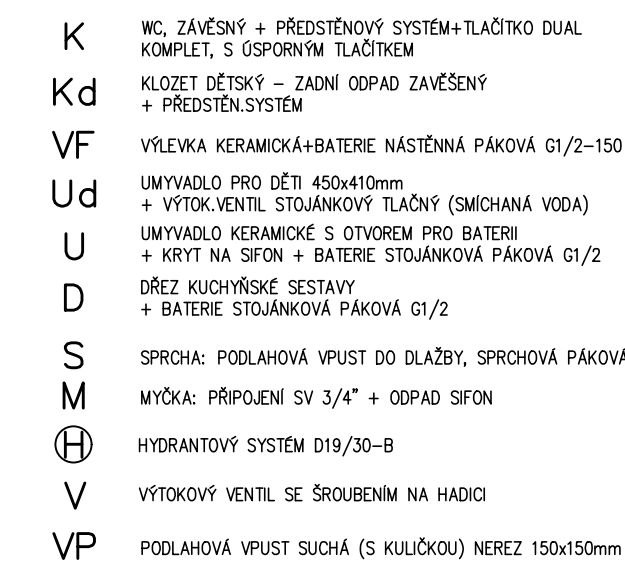 K WC, ZÁVĚSNÝ + PŘEDSTĚNOVÝ SYSTÉM+TLAČÍTKO DUAL
KOMPLET, S ÚSPORNÝM TLAČÍTKEM
Kd KLOZET DĚTSKÝ – ZADNÍ ODPAD ZAVĚŠENÝ
+ PŘEDSTĚN.SYSTÉM
VF VÝLEVKA KERAMICKÁ+BATERIE NÁSTĚNNÁ PÁKOVÁ G1/2–150
Ud UMYVADLO PRO DĚTI 450x410mm
+ VÝTOK.VENTIL STOJÁNKOVÝ TLAČNÝ (SMÍCHANÁ VODA)
U UMYVADLO KERAMICKÉ S OTVOREM PRO BATERII
+ KRYT NA SIFON + BATERIE STOJÁNKOVÁ PÁKOVÁ G1/2
D DŘEZ KUCHYŇSKÉ SESTAVY
+ BATERIE STOJÁNKOVÁ PÁKOVÁ G1/2
S SPRCHA: PODLAHOVÁ VPUST DO DLAŽBY, SPRCHOVÁ PÁKOVÁ
M MYČKA: PŘIPOJENÍ SV 3/4" + ODPAD SIFON
H HYDRANTOVÝ SYSTÉM D19/30–B
V VÝTOKOVÝ VENTIL SE ŠROUBENÍM NA HADICI
VP PODLAHOVÁ VPUST SUCHÁ (S KULIČKOU) NEREZ 150x150mm